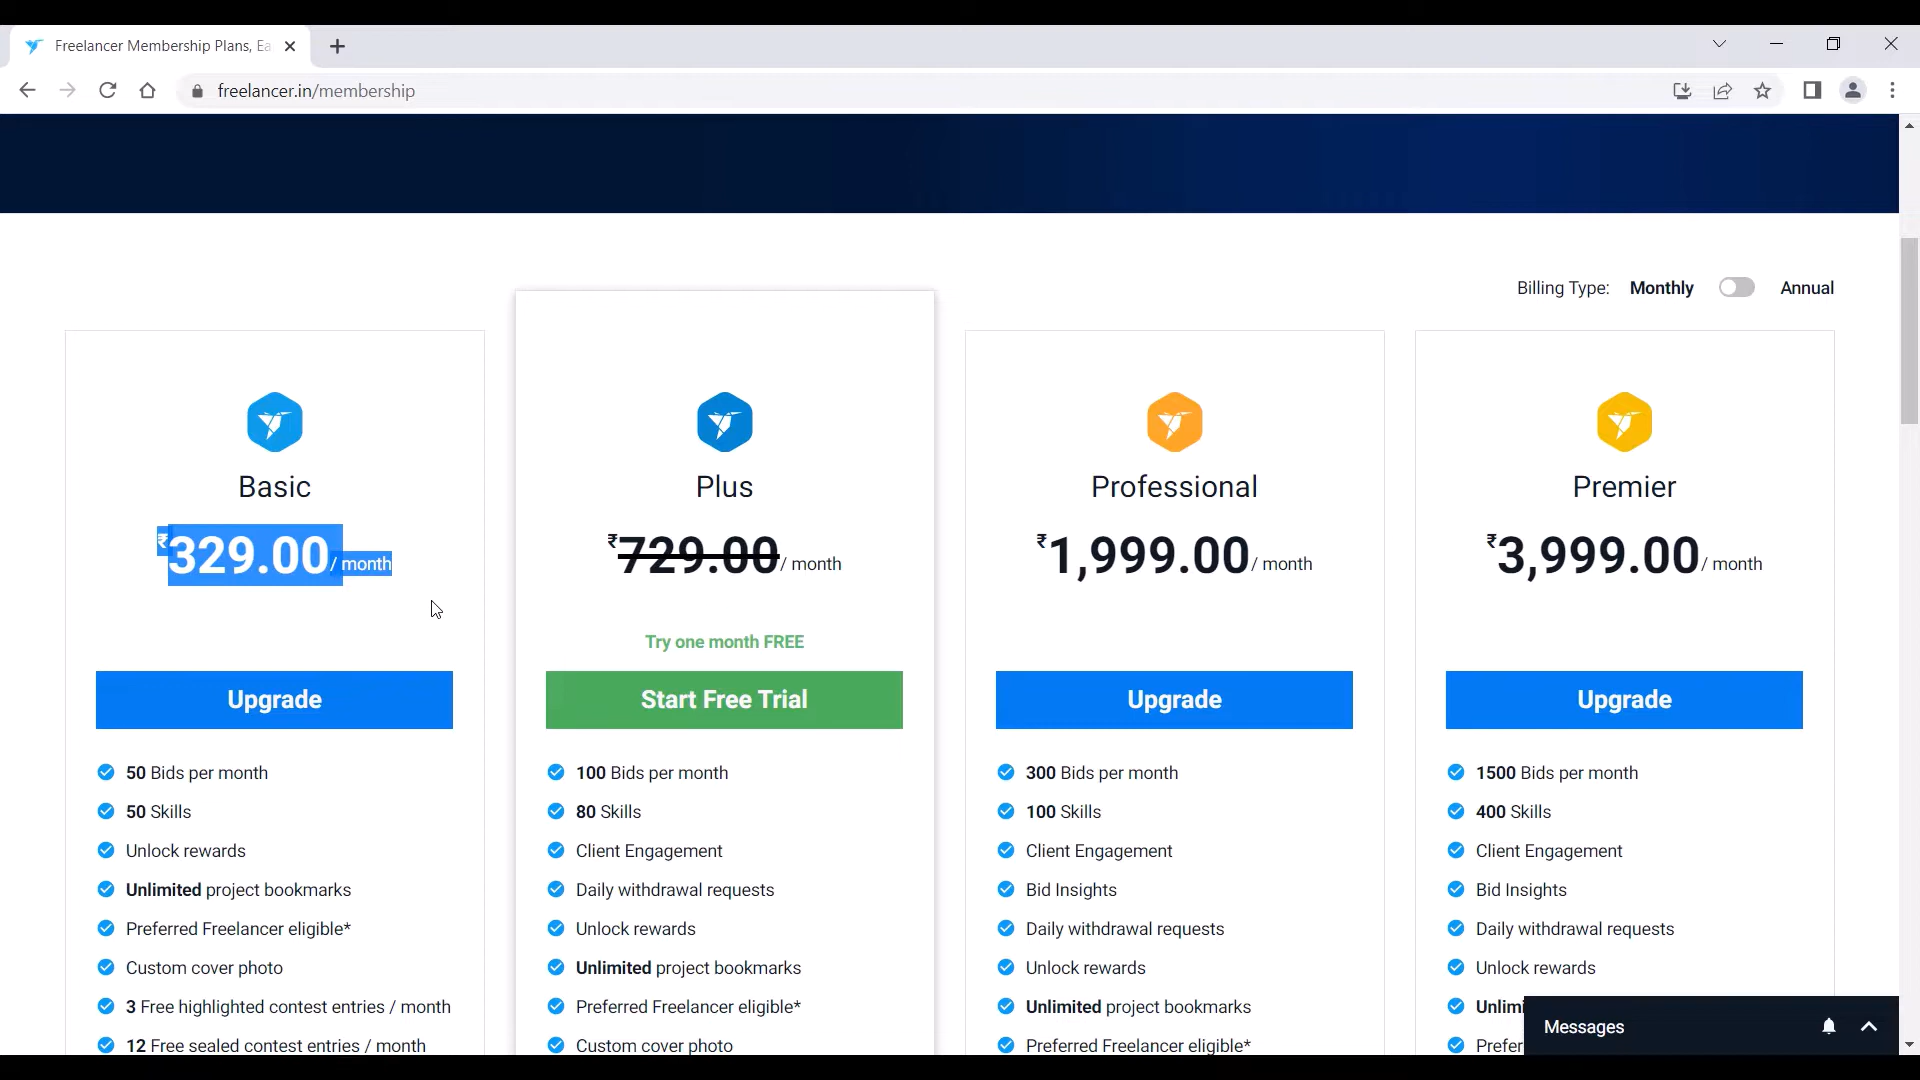 Freelancer Membership Plans, Ea
freelancer.in/membership
Billing Type: Monthly Annual
Basic
₹329.00/ month
Upgrade
50 Bids per month
50 Skills
Unlock rewards
Unlimited project bookmarks
Preferred Freelancer eligible*
Custom cover photo
3 Free highlighted contest entries / month
12 Free sealed contest entries / month
Plus
₹729.00/ month
Try one month FREE
Start Free Trial
100 Bids per month
80 Skills
Client Engagement
Daily withdrawal requests
Unlock rewards
Unlimited project bookmarks
Preferred Freelancer eligible*
Custom cover photo
Professional
₹1,999.00/ month
Upgrade
300 Bids per month
100 Skills
Client Engagement
Bid Insights
Daily withdrawal requests
Unlock rewards
Unlimited project bookmarks
Preferred Freelancer eligible*
Premier
₹3,999.00/ month
Upgrade
1500 Bids per month
400 Skills
Client Engagement
Bid Insights
Daily withdrawal requests
Unlock rewards
Unlimi
Prefer
Messages